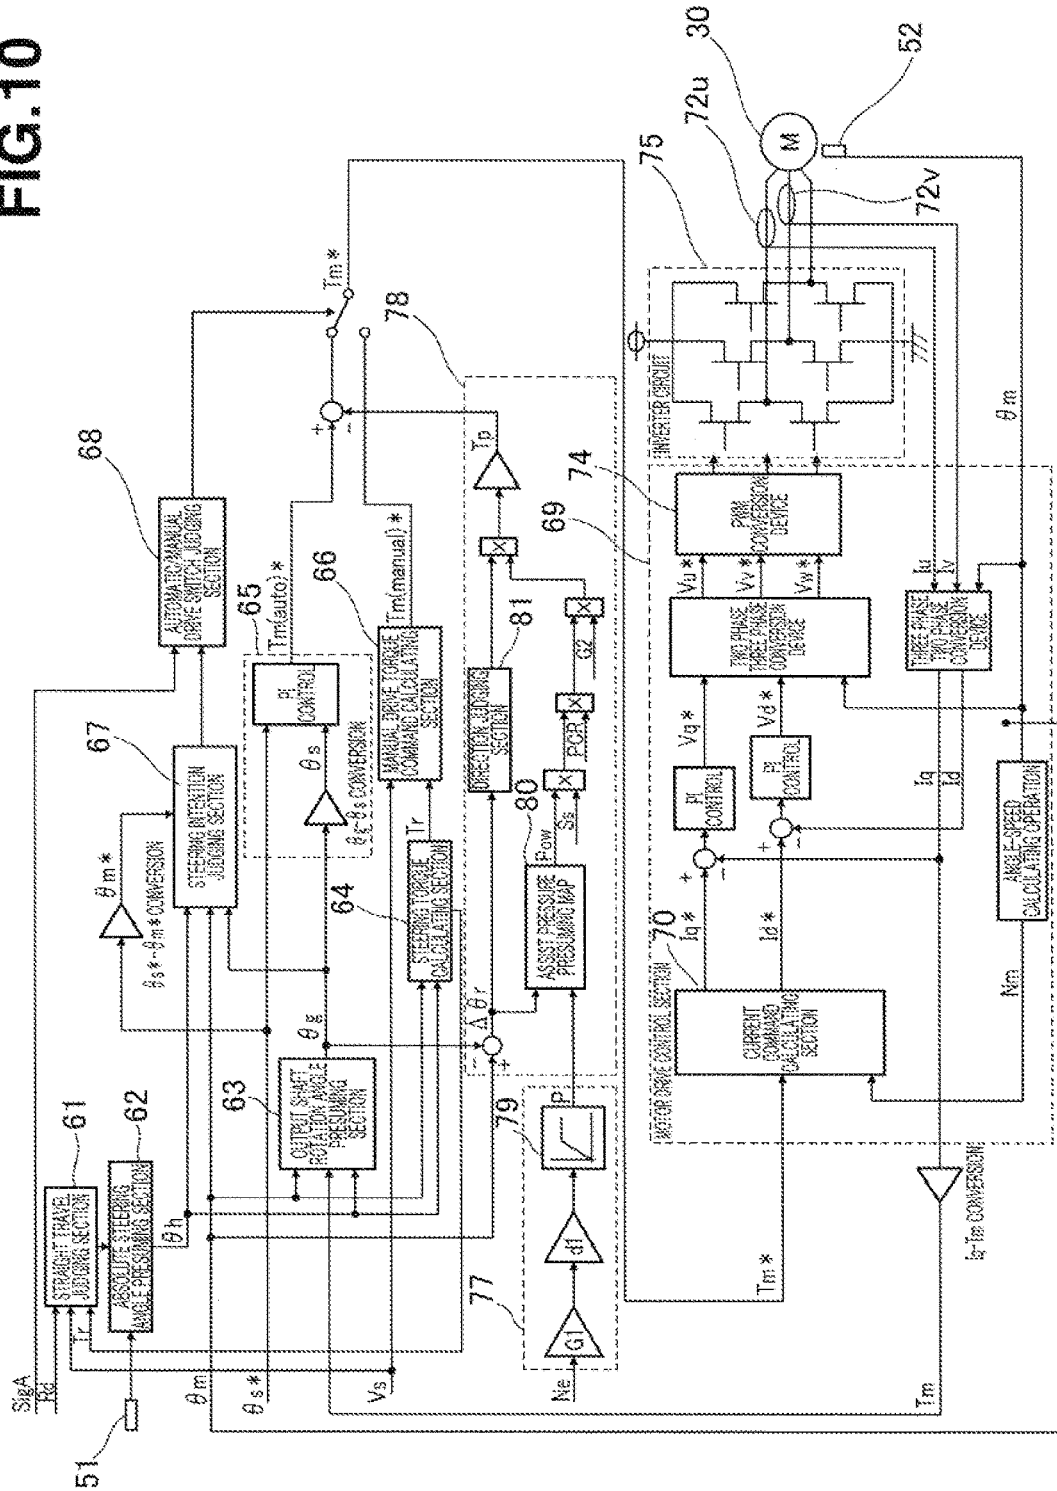 FIG.10
SigA
Rd
61
STRAIGHT TRAVEL
JUDGING SECTION
Tr
62
ABSOLUTE STEERING
ANGLE PRESUMING SECTION
51
θh
θm
θs*
Vs
θm*
θs*-θm* CONVERSION
67
STEERING INTENTION
JUDGING SECTION
68
AUTOMATIC/MANUAL
DRIVE SWITCH JUDGING
SECTION
63
OUTPUT SHAFT
ROTATION ANGLE
PRESUMING
SECTION
θg
65
PI
CONTROL
θs
θg-θs CONVERSION
Tm(auto)*
64
STEERING TORQUE
CALCULATING SECTION
Tr
66
MANUAL DRIVE TORQUE
COMMAND CALCULATING
SECTION
Tm(manual)*
+
-
Tm*
78
-
+
Δθr
81
DIRECTION JUDGING
SECTION
80
ASSIST PRESSURE
PRESUMING MAP
Pow
Ss
X
PCR
X
G2
X
X
Tp
77
Ne
G1
d1
79
P
Tm*
MOTOR DRIVE CONTROL SECTION
69
70
CURRENT
COMMAND
CALCULATING
SECTION
Iq*
Id*
+
-
+
-
PI
CONTROL
PI
CONTROL
Vq*
Vd*
TWO PHASE
THREE PHASE
CONVERSION
DEVICE
Vu*
Vv*
Vw*
74
PWM
CONVERSION
DEVICE
INVERTER CIRCUIT
75
72u
72v
30
M
52
θm
Iu
Iv
THREE PHASE
TWO PHASE
CONVERSION
DEVICE
Iq
Id
ANGLE-SPEED
CALCULATING OPERATION
Nm
Iq-Tm CONVERSION
Tm